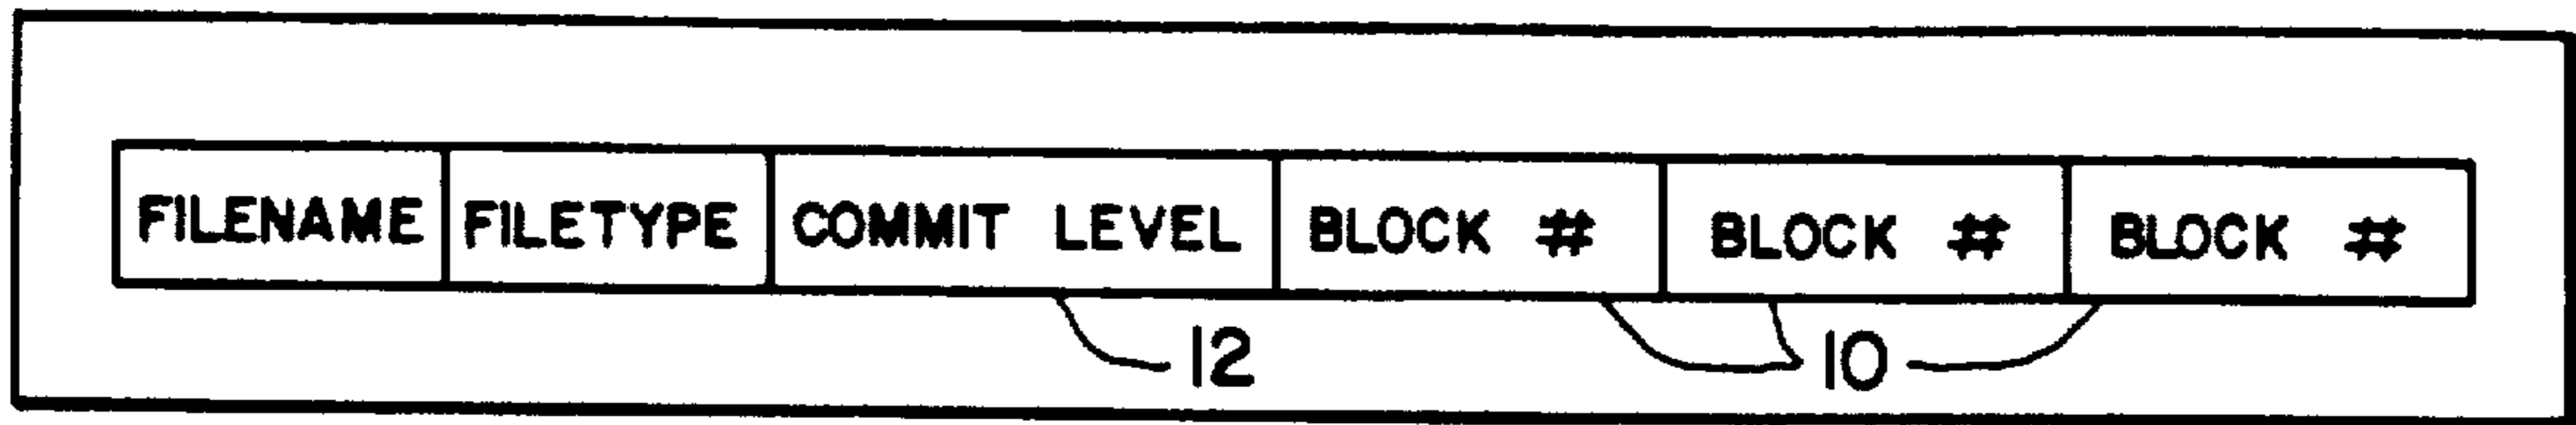 FILENAME FILETYPE COMMIT LEVEL BLOCK # BLOCK # BLOCK #
12 10